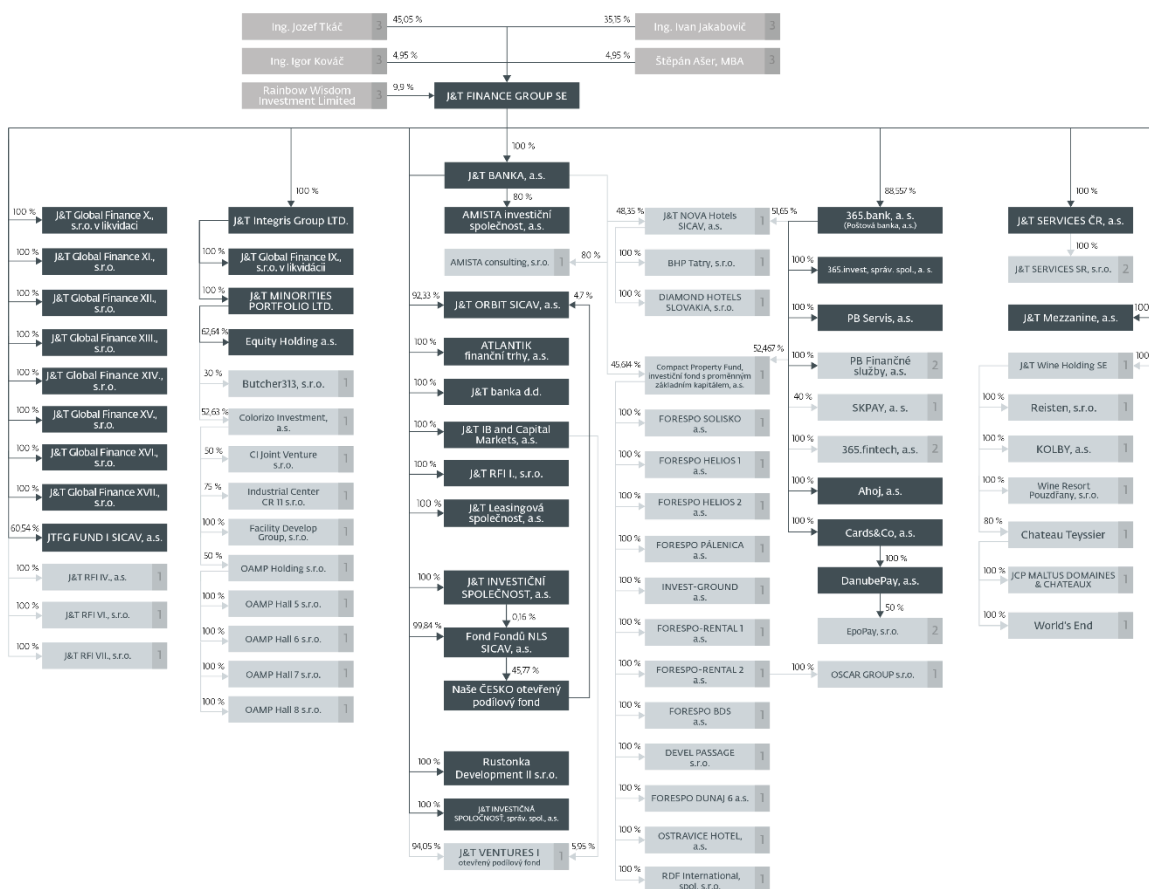 Ing. Jozef Tkáč 3
45,05 %
35,15 %
Ing. Ivan Jakabovič 3
Ing. Igor Kováč 3
4,95 %
4,95 %
Štěpán Ašer, MBA 3
Rainbow Wisdom
Investment Limited 3
9,9 %
J&T FINANCE GROUP SE
100 %
J&T Global Finance X.,
s.r.o. v likvidaci
100 %
J&T Global Finance XI.,
s.r.o.
100 %
J&T Global Finance XII.,
s.r.o.
100 %
J&T Global Finance XIII.,
s.r.o.
100 %
J&T Global Finance XIV.,
s.r.o.
100 %
J&T Global Finance XV.,
s.r.o.
100 %
J&T Global Finance XVI.,
s.r.o.
100 %
J&T Global Finance XVII.,
s.r.o.
60,54 %
JTFG FUND I SICAV, a.s.
100 %
J&T RFI IV., a.s. 1
100 %
J&T RFI VI., s.r.o. 1
100 %
J&T RFI VII., s.r.o. 1
100 %
J&T Integris Group LTD.
100 %
J&T Global Finance IX.,
s.r.o. v likvidácii
100 %
J&T MINORITIES
PORTFOLIO LTD.
62,64 %
Equity Holding a.s.
30 %
Butcher313, s.r.o. 1
52,63 %
Colorizo Investment,
a.s. 1
50 %
CI Joint Venture
s.r.o. 1
75 %
Industrial Center
CR 11 s.r.o. 1
100 %
Facility Develop
Group, s.r.o. 1
50 %
OAMP Holding s.r.o. 1
100 %
OAMP Hall 5 s.r.o. 1
100 %
OAMP Hall 6 s.r.o. 1
100 %
OAMP Hall 7 s.r.o. 1
100 %
OAMP Hall 8 s.r.o. 1
100 %
J&T BANKA, a.s.
80 %
AMISTA investiční
společnost, a.s.
AMISTA consulting, s.r.o. 1
80 %
92,33 %
J&T ORBIT SICAV, a.s.
4,7 %
100 %
ATLANTIK
finanční trhy, a.s.
100 %
J&T banka d.d.
100 %
J&T IB and Capital
Markets, a.s.
100 %
J&T RFI I., s.r.o.
100 %
J&T Leasingová
společnost, a.s.
100 %
J&T INVESTIČNÍ
SPOLEČNOST, a.s.
0,16 %
99,84 %
Fond Fondů NLS
SICAV, a.s.
45,77 %
Naše ČESKO otevřený
podílový fond
100 %
Rustonka
Development II s.r.o.
100 %
J&T INVESTIČNÁ
SPOLOČNOSŤ, správ. spol., a.s.
94,05 %
J&T VENTURES I
otevřený podílový fond 1
5,95 %
48,35 %
J&T NOVA Hotels
SICAV, a.s. 1
51,65 %
100 %
BHP Tatry, s.r.o. 1
100 %
DIAMOND HOTELS
SLOVAKIA, s.r.o. 1
45,614 %
Compact Property Fund,
investiční fond s proměnným
základním kapitálem, a.s. 1
52,467 %
100 %
FORESPO SOLISKO
a.s. 1
100 %
FORESPO HELIOS 1
a.s. 1
100 %
FORESPO HELIOS 2
a.s. 1
100 %
FORESPO PÁLENICA
a.s. 1
100 %
INVEST-GROUND
a.s. 1
100 %
FORESPO-RENTAL 1
a.s. 1
100 %
FORESPO-RENTAL 2
a.s. 1
100 %
FORESPO BDS
a.s. 1
100 %
DEVEL PASSAGE
s.r.o. 1
100 %
FORESPO DUNAJ 6 a.s. 1
100 %
OSTRAVICE HOTEL,
a.s. 1
100 %
RDF International,
spol. s r.o. 1
88,557 %
365.bank, a. s.
(Poštová banka, a.s.)
100 %
365.invest, správ. spol., a. s.
100 %
PB Servis, a.s.
100 %
PB Finančné
služby, a.s. 2
40 %
SKPAY, a. s. 1
100 %
365.fintech, a.s. 2
100 %
Ahoj, a.s.
100 %
Cards&Co, a.s.
100 %
DanubePay, a.s.
50 %
EpoPay, s.r.o. 2
100 %
OSCAR GROUP s.r.o. 1
100 %
J&T SERVICES ČR, a.s.
100 %
J&T SERVICES SR, s.r.o. 2
100 %
J&T Mezzanine, a.s.
100 %
J&T Wine Holding SE 1
100 %
Reisten, s.r.o. 1
100 %
KOLBY, a.s. 1
100 %
Wine Resort
Pouzdřany, s.r.o. 1
80 %
Chateau Teyssier 1
100 %
JCP MALTUS DOMAINES
& CHATEAUX 1
100 %
World's End 1